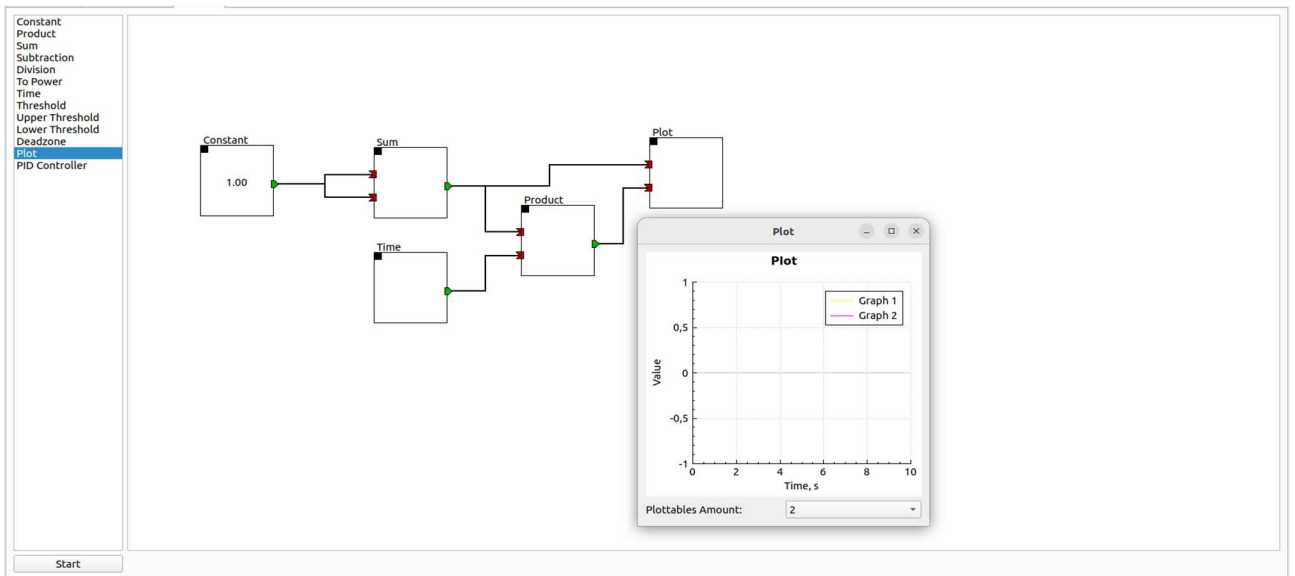 Constant
Product
Sum
Subtraction
Division
To Power
Time
Threshold
Upper Threshold
Lower Threshold
Deadzone
Plot
PID Controller
Start
Constant
1.00
Sum
Time
Product
Plot
Plot
Plot
1
0,5
0
-0,5
-1
Value
Graph 1
Graph 2
0 2 4 6 8 10
Time, s
Plottables Amount: 2